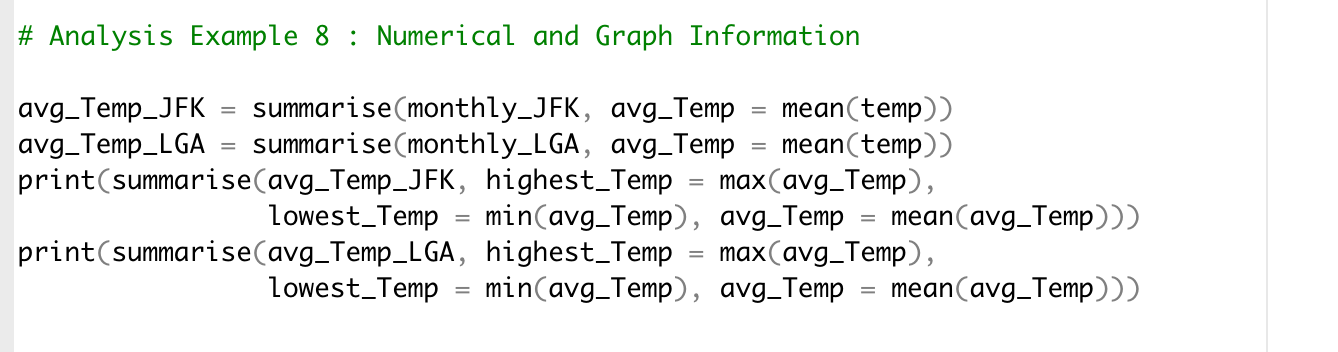 # Analysis Example 8 : Numerical and Graph Information
avg_Temp_JFK = summarise(monthly_JFK, avg_Temp = mean(temp))
avg_Temp_LGA = summarise(monthly_LGA, avg_Temp = mean(temp))
print(summarise(avg_Temp_JFK, highest_Temp = max(avg_Temp),
lowest_Temp = min(avg_Temp), avg_Temp = mean(avg_Temp)))
print(summarise(avg_Temp_LGA, highest_Temp = max(avg_Temp),
lowest_Temp = min(avg_Temp), avg_Temp = mean(avg_Temp)))